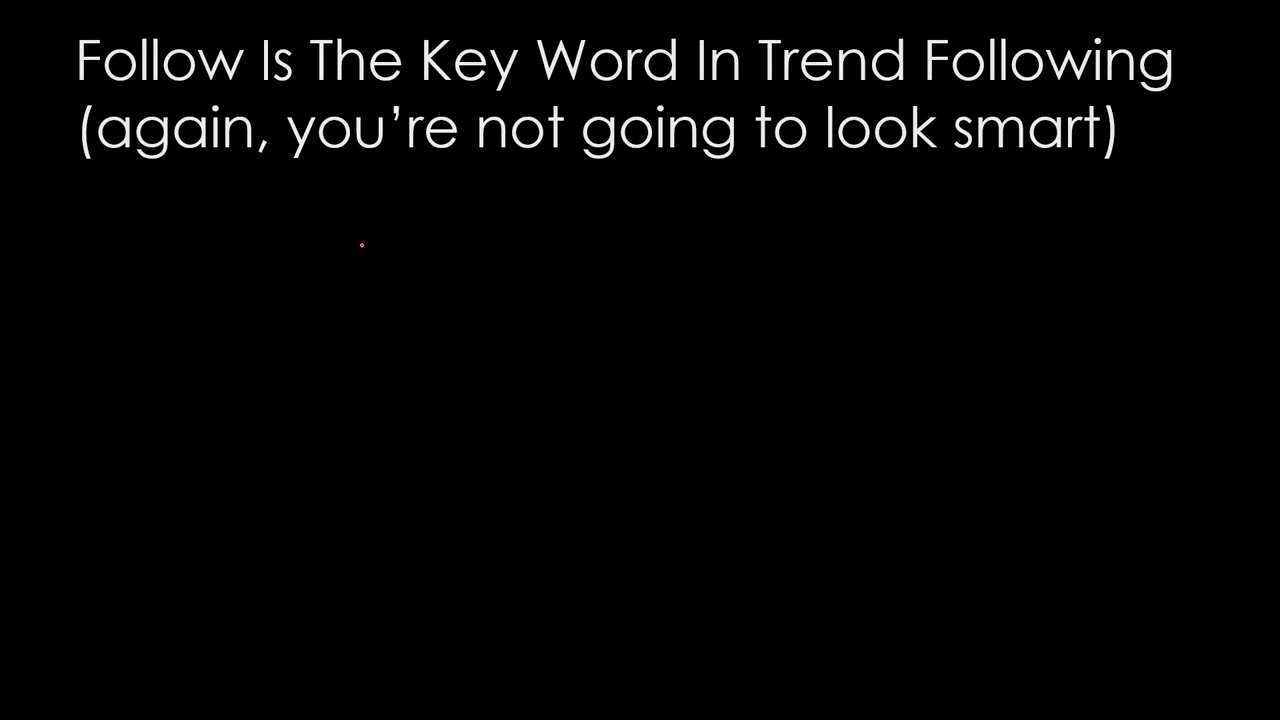 Follow Is The Key Word In Trend Following
(again, you’re not going to look smart)